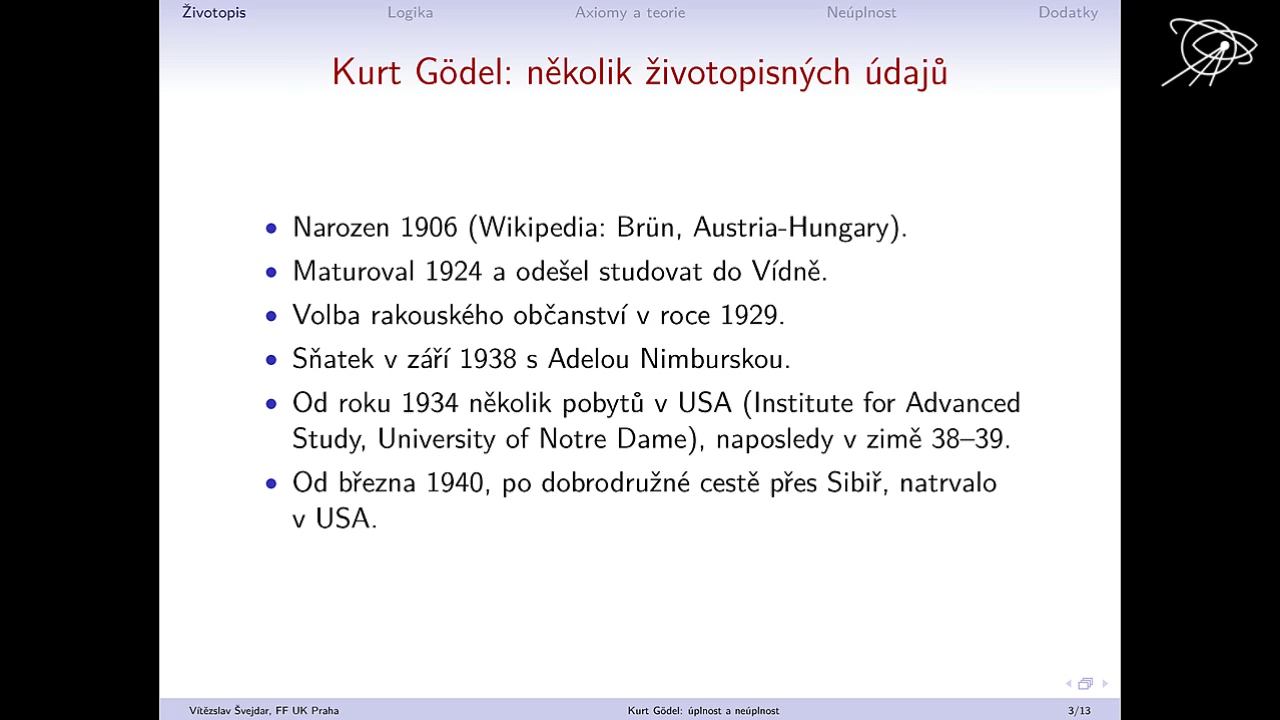 Životopis Logika Axiomy a teorie Neúplnost Dodatky
Kurt Gödel: několik životopisných údajů
• Narozen 1906 (Wikipedia: Brün, Austria-Hungary).
• Maturoval 1924 a odešel studovat do Vídně.
• Volba rakouského občanství v roce 1929.
• Sňatek v září 1938 s Adelou Nimburskou.
• Od roku 1934 několik pobytů v USA (Institute for Advanced
Study, University of Notre Dame), naposledy v zimě 38–39.
• Od března 1940, po dobrodružné cestě přes Sibiř, natrvalo
v USA.
Vítězslav Švejdar, FF UK Praha Kurt Gödel: úplnost a neúplnost 3/13